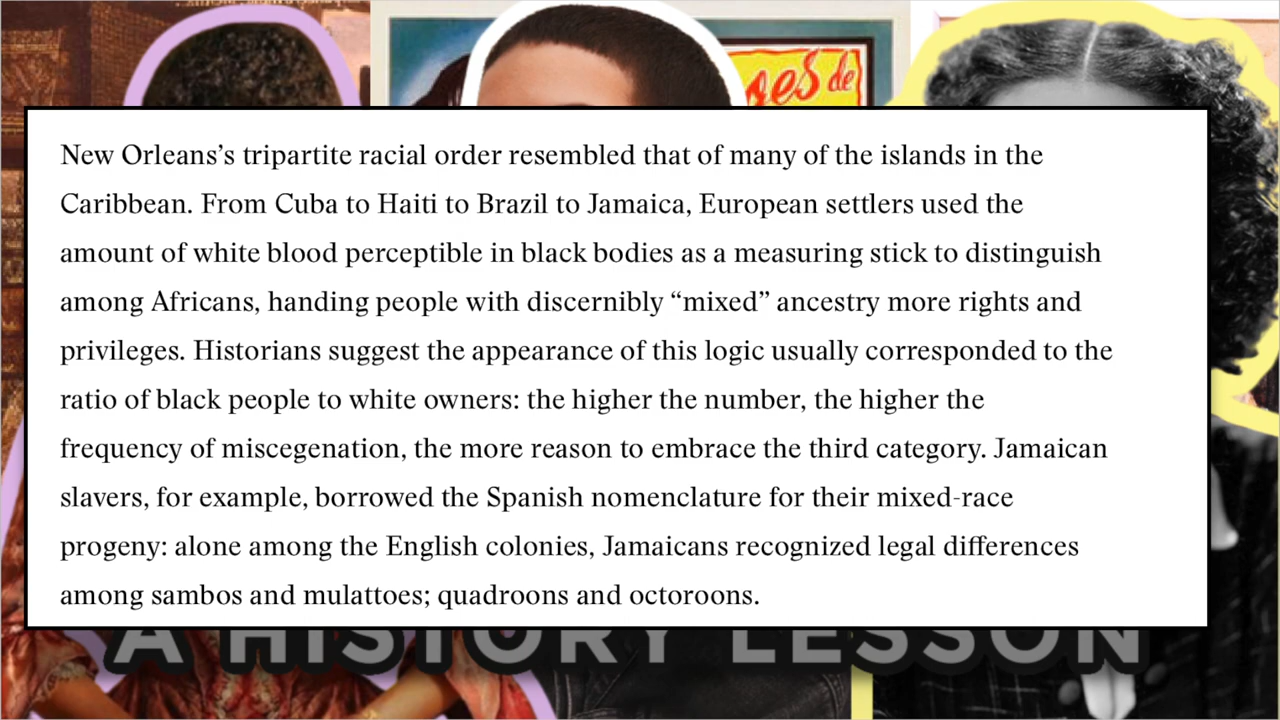 oes de
New Orleans’s tripartite racial order resembled that of many of the islands in the
Caribbean. From Cuba to Haiti to Brazil to Jamaica, European settlers used the
amount of white blood perceptible in black bodies as a measuring stick to distinguish
among Africans, handing people with discernibly “mixed” ancestry more rights and
privileges. Historians suggest the appearance of this logic usually corresponded to the
ratio of black people to white owners: the higher the number, the higher the
frequency of miscegenation, the more reason to embrace the third category. Jamaican
slavers, for example, borrowed the Spanish nomenclature for their mixed-race
progeny: alone among the English colonies, Jamaicans recognized legal differences
among sambos and mulattoes; quadroons and octoroons.
A HISTORY LESSON